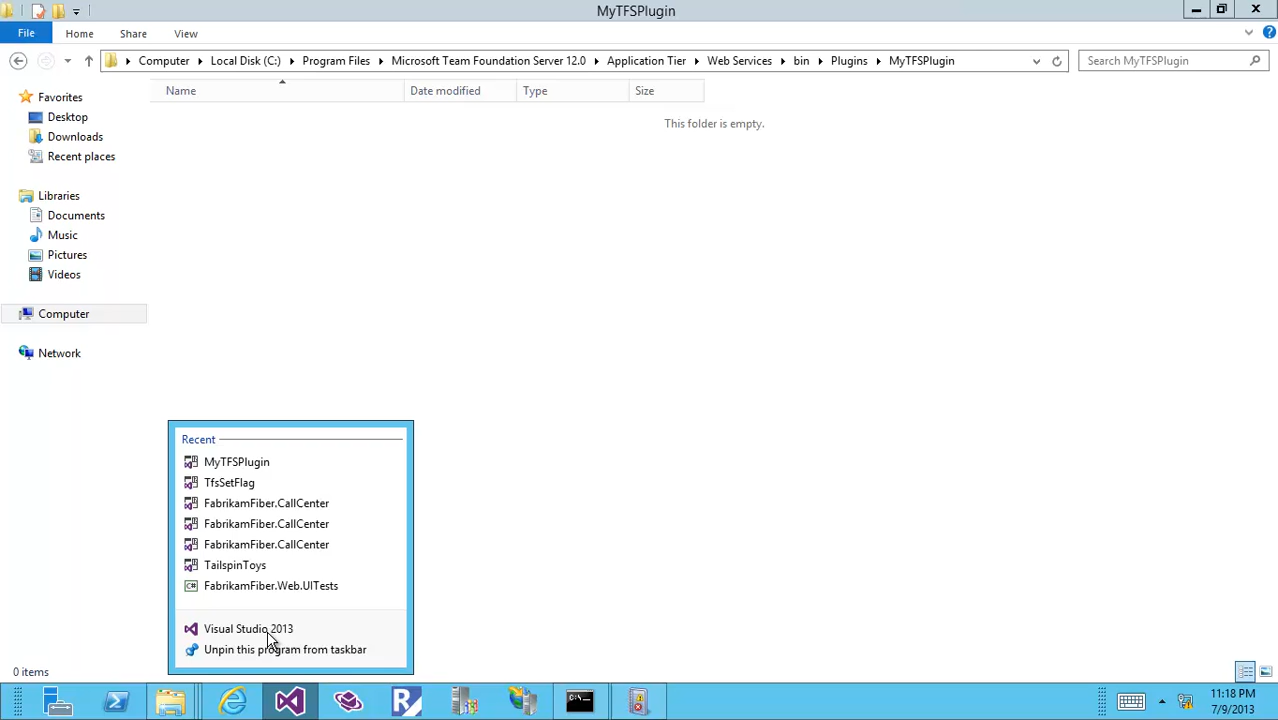 MyTFSPlugin
File Home Share View
Computer Local Disk (C:) Program Files Microsoft Team Foundation Server 12.0 Application Tier Web Services bin Plugins MyTFSPlugin Search MyTFSPlugin
Name Date modified Type Size
This folder is empty.
Favorites
Desktop
Downloads
Recent places
Libraries
Documents
Music
Pictures
Videos
Computer
Network
Recent
MyTFSPlugin
TfsSetFlag
FabrikamFiber.CallCenter
FabrikamFiber.CallCenter
FabrikamFiber.CallCenter
TailspinToys
C# FabrikamFiber.Web.UITests
Visual Studio 2013
Unpin this program from taskbar
0 items
11:18 PM
7/9/2013